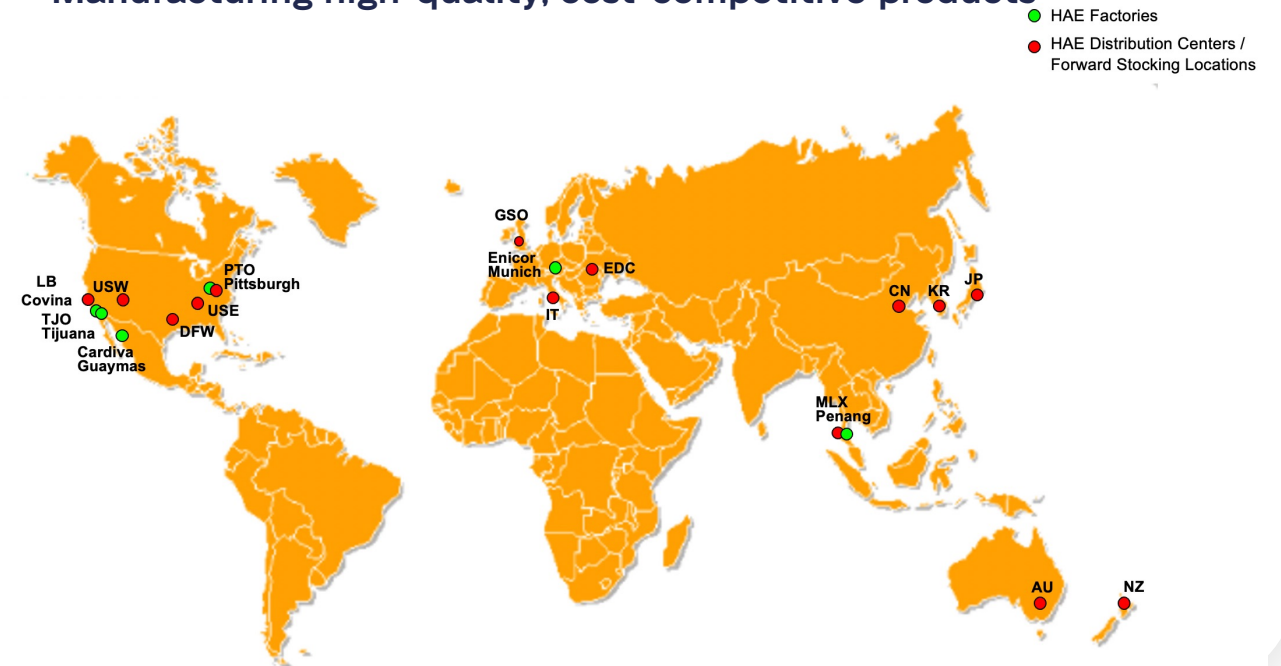 Manufacturing high-quality, cost-competitive products
HAE Factories
HAE Distribution Centers /
Forward Stocking Locations
GSO
Enicor
Munich
EDC
IT
PTO
Pittsburgh
LB
Covina
USW
USE
TJO
Tijuana
DFW
Cardiva
Guaymas
JP
CN
KR
MLX
Penang
AU
NZ